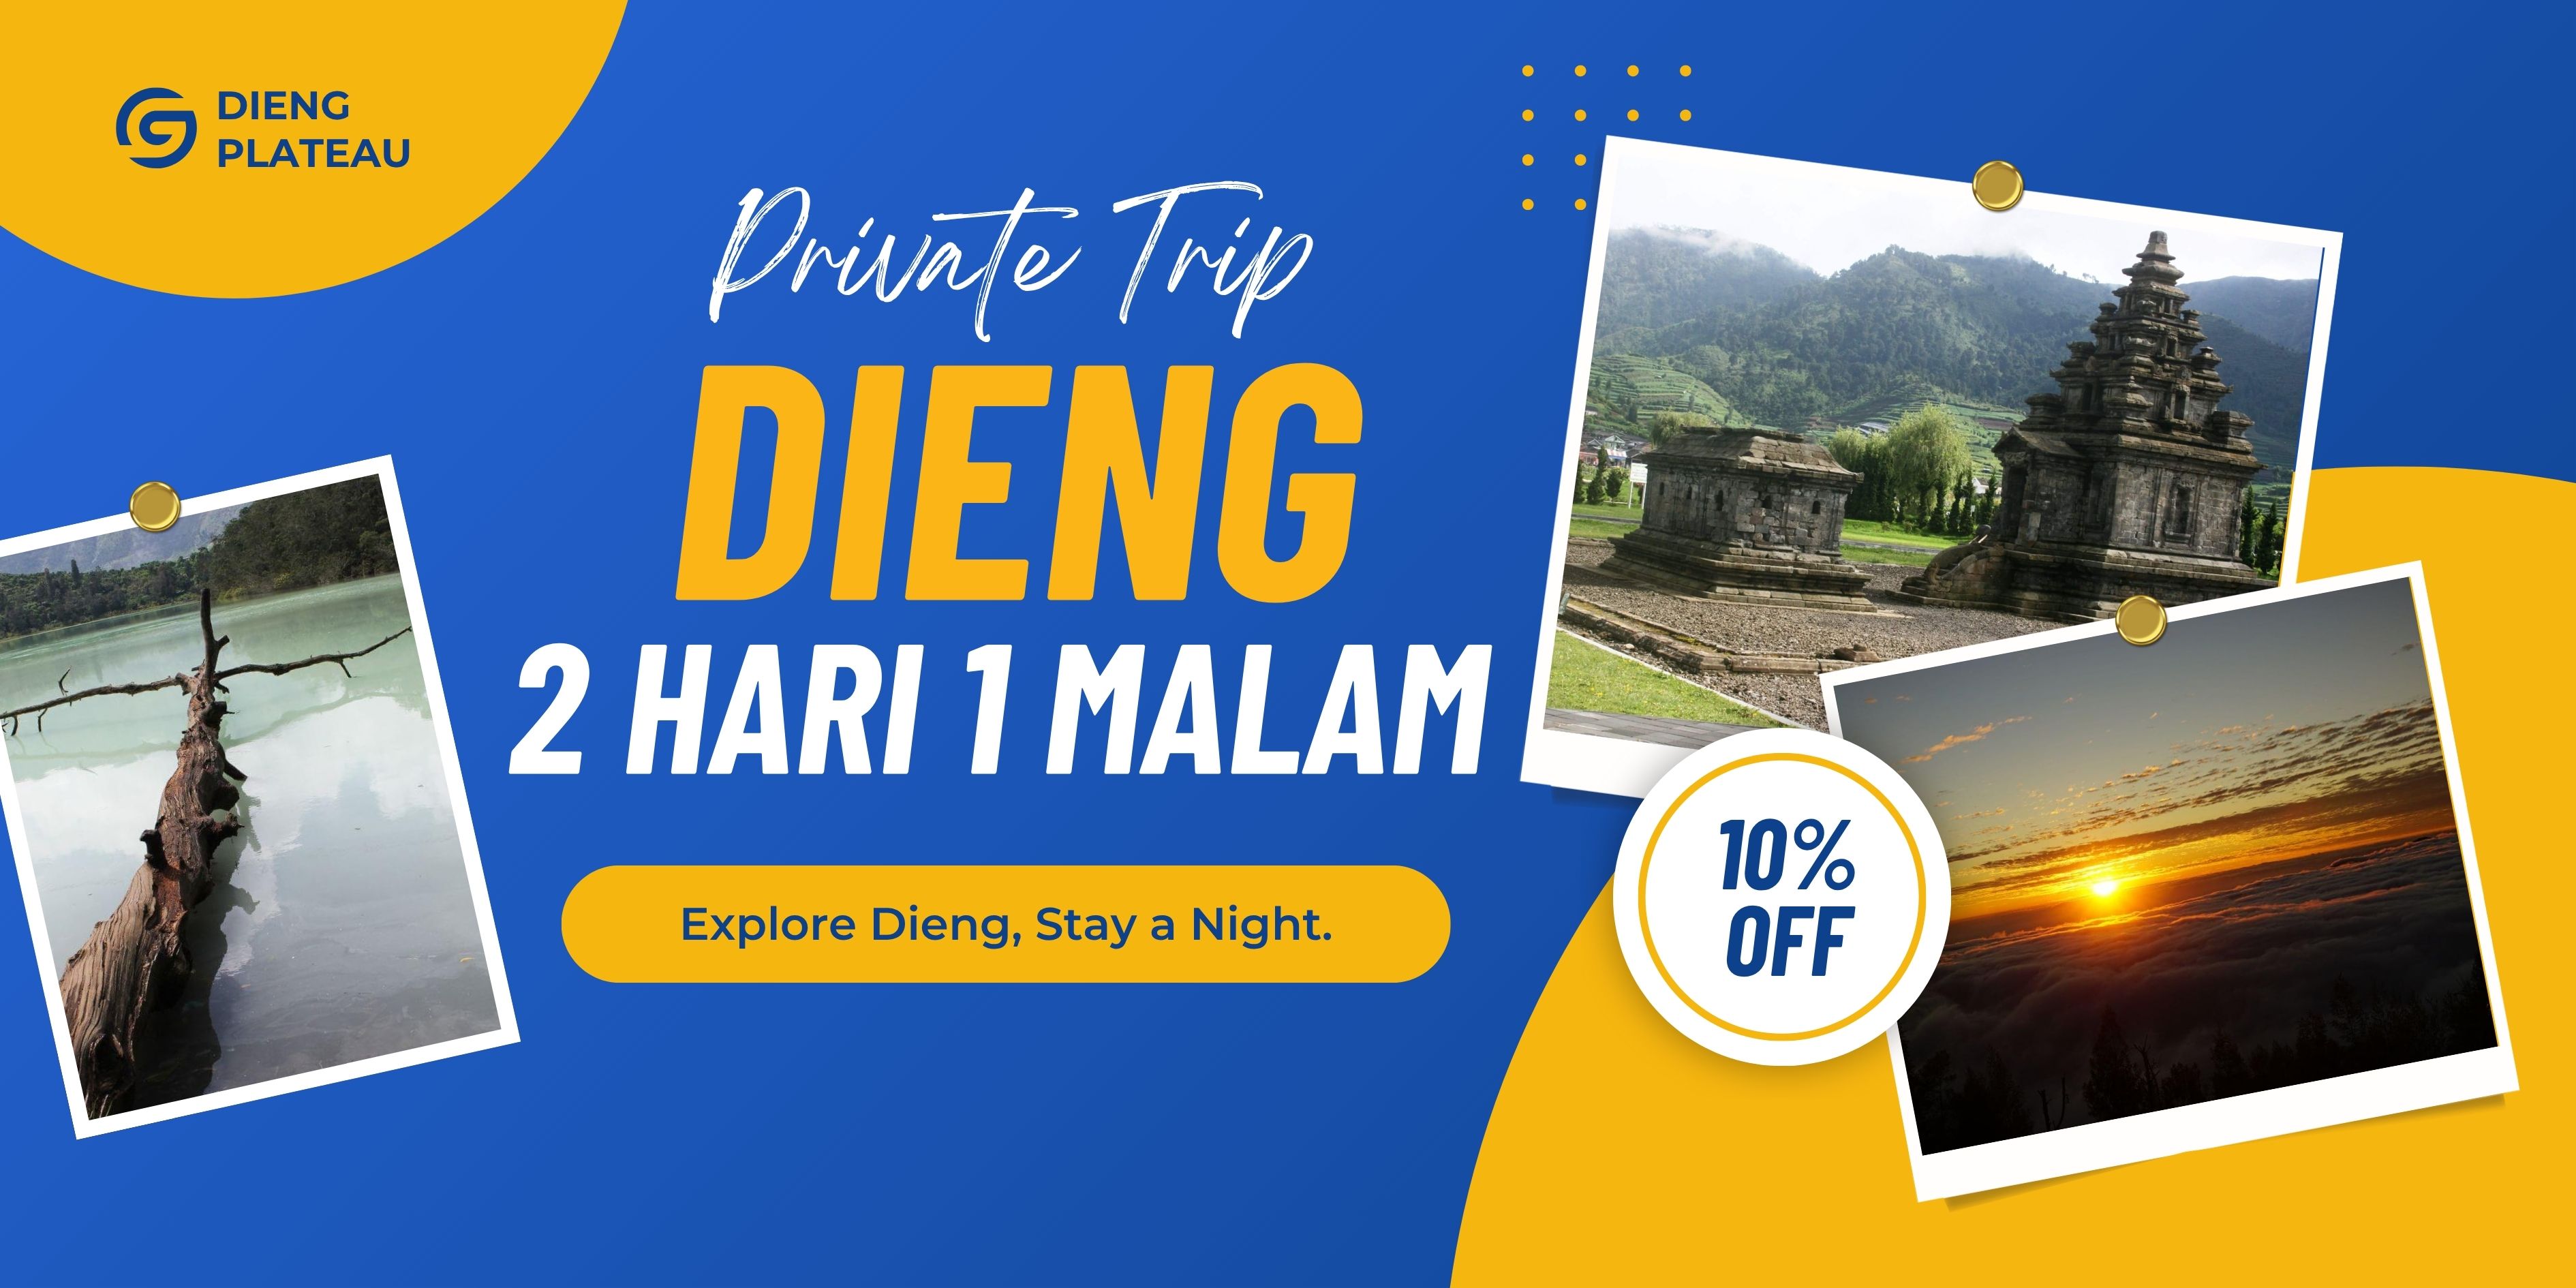 DIENG
PLATEAU
Private Trip
DIENG
2 HARI 1 MALAM
Explore Dieng, Stay a Night.
10%
OFF